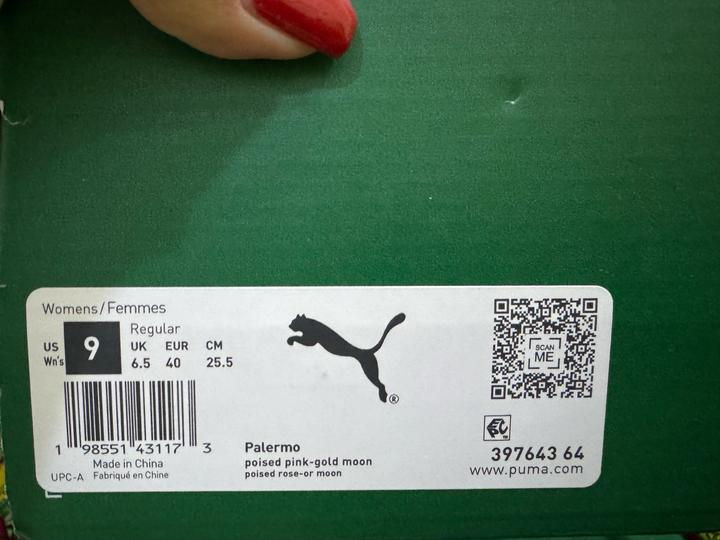 Womens/Femmes
Regular
US UK EUR CM
Wn's 9 6.5 40 25.5
SCAN
ME
®
1 98551 43117 3
Made in China
UPC-A Fabriqué en Chine
Palermo
poised pink-gold moon
poised rose-or moon
397643 64
www.puma.com